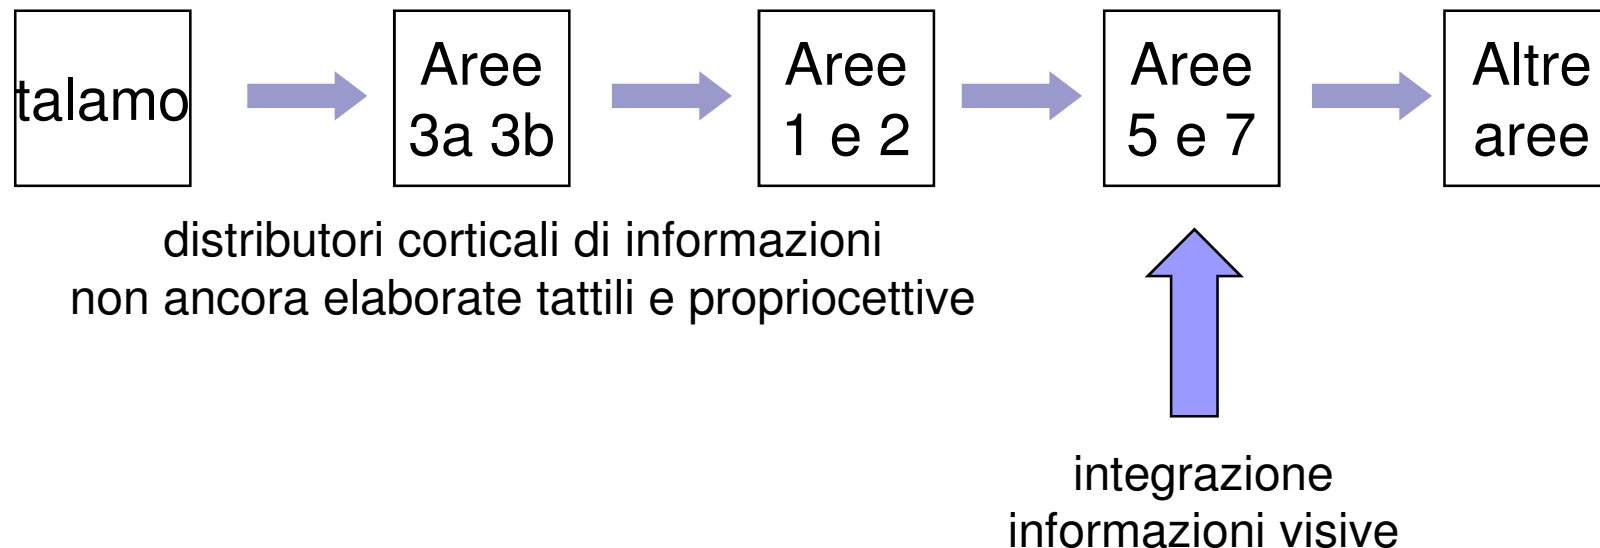 talamo
Aree
3a 3b
Aree
1 e 2
Aree
5 e 7
Altre
aree
distributori corticali di informazioni
non ancora elaborate tattili e propriocettive
integrazione
informazioni visive